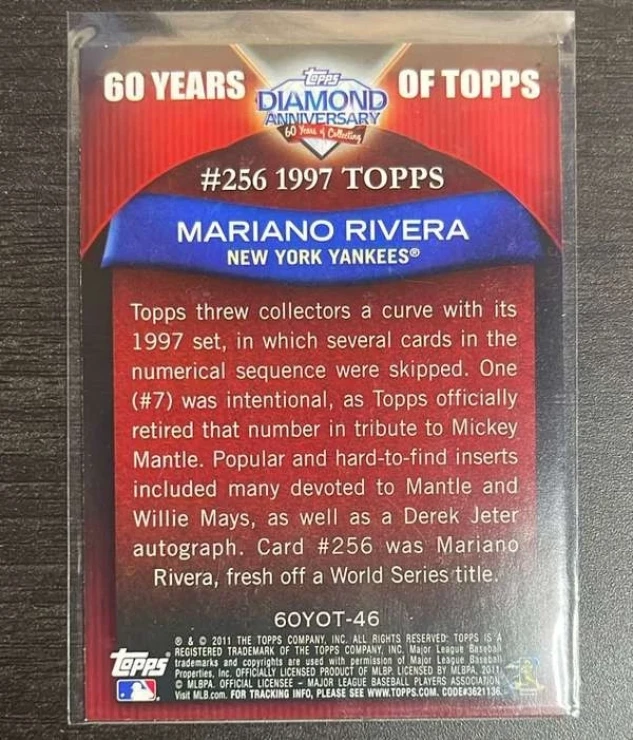 60 YEARS OF TOPPS
Topps
DIAMOND
ANNIVERSARY
60 Years of Collecting
#256 1997 TOPPS
MARIANO RIVERA
NEW YORK YANKEES®
Topps threw collectors a curve with its
1997 set, in which several cards in the
numerical sequence were skipped. One
(#7) was intentional, as Topps officially
retired that number in tribute to Mickey
Mantle. Popular and hard-to-find inserts
included many devoted to Mantle and
Willie Mays, as well as a Derek Jeter
autograph. Card #256 was Mariano
Rivera, fresh off a World Series title.
60YOT-46
® & © 2011 THE TOPPS COMPANY, INC. ALL RIGHTS RESERVED. TOPPS IS A
REGISTERED TRADEMARK OF THE TOPPS COMPANY, INC. Major League Baseball
trademarks and copyrights are used with permission of Major League Baseball
Properties, Inc. OFFICIALLY LICENSED PRODUCT OF MLBP LICENSED BY MLBPA. 2011
© MLBPA. OFFICIAL LICENSEE – MAJOR LEAGUE BASEBALL PLAYERS ASSOCIATION
Visit MLB.com. FOR TRACKING INFO, PLEASE SEE WWW.TOPPS.COM. CODE#3621136.
Topps